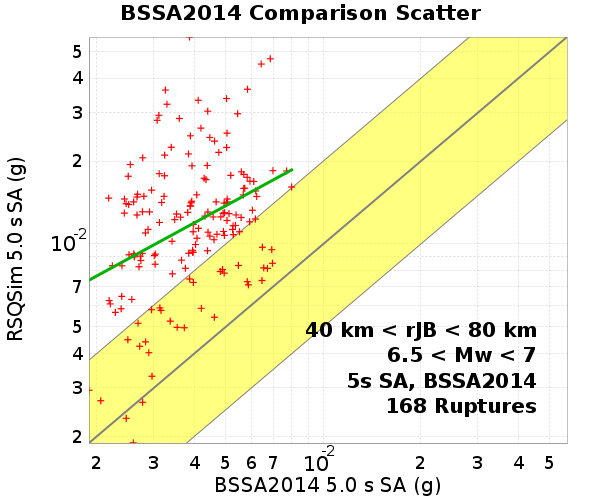 BSSA2014 Comparison Scatter
RSQSim 5.0 s SA (g)
5
4
3
2
10^-2
7
5
4
3
2
40 km < rJB < 80 km
6.5 < Mw < 7
5s SA, BSSA2014
168 Ruptures
2 3 4 5 6 7 10^-2 2 3 4 5
BSSA2014 5.0 s SA (g)